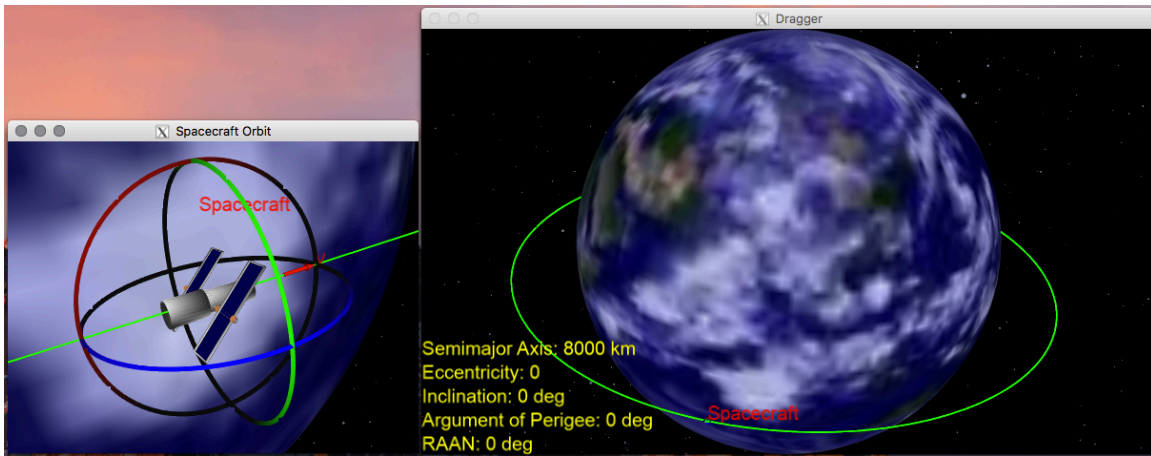 Dragger
Spacecraft Orbit
Spacecraft
v
Semimajor Axis: 8000 km
Eccentricity: 0
Inclination: 0 deg
Spacecraft
Argument of Perigee: 0 deg
RAAN: 0 deg